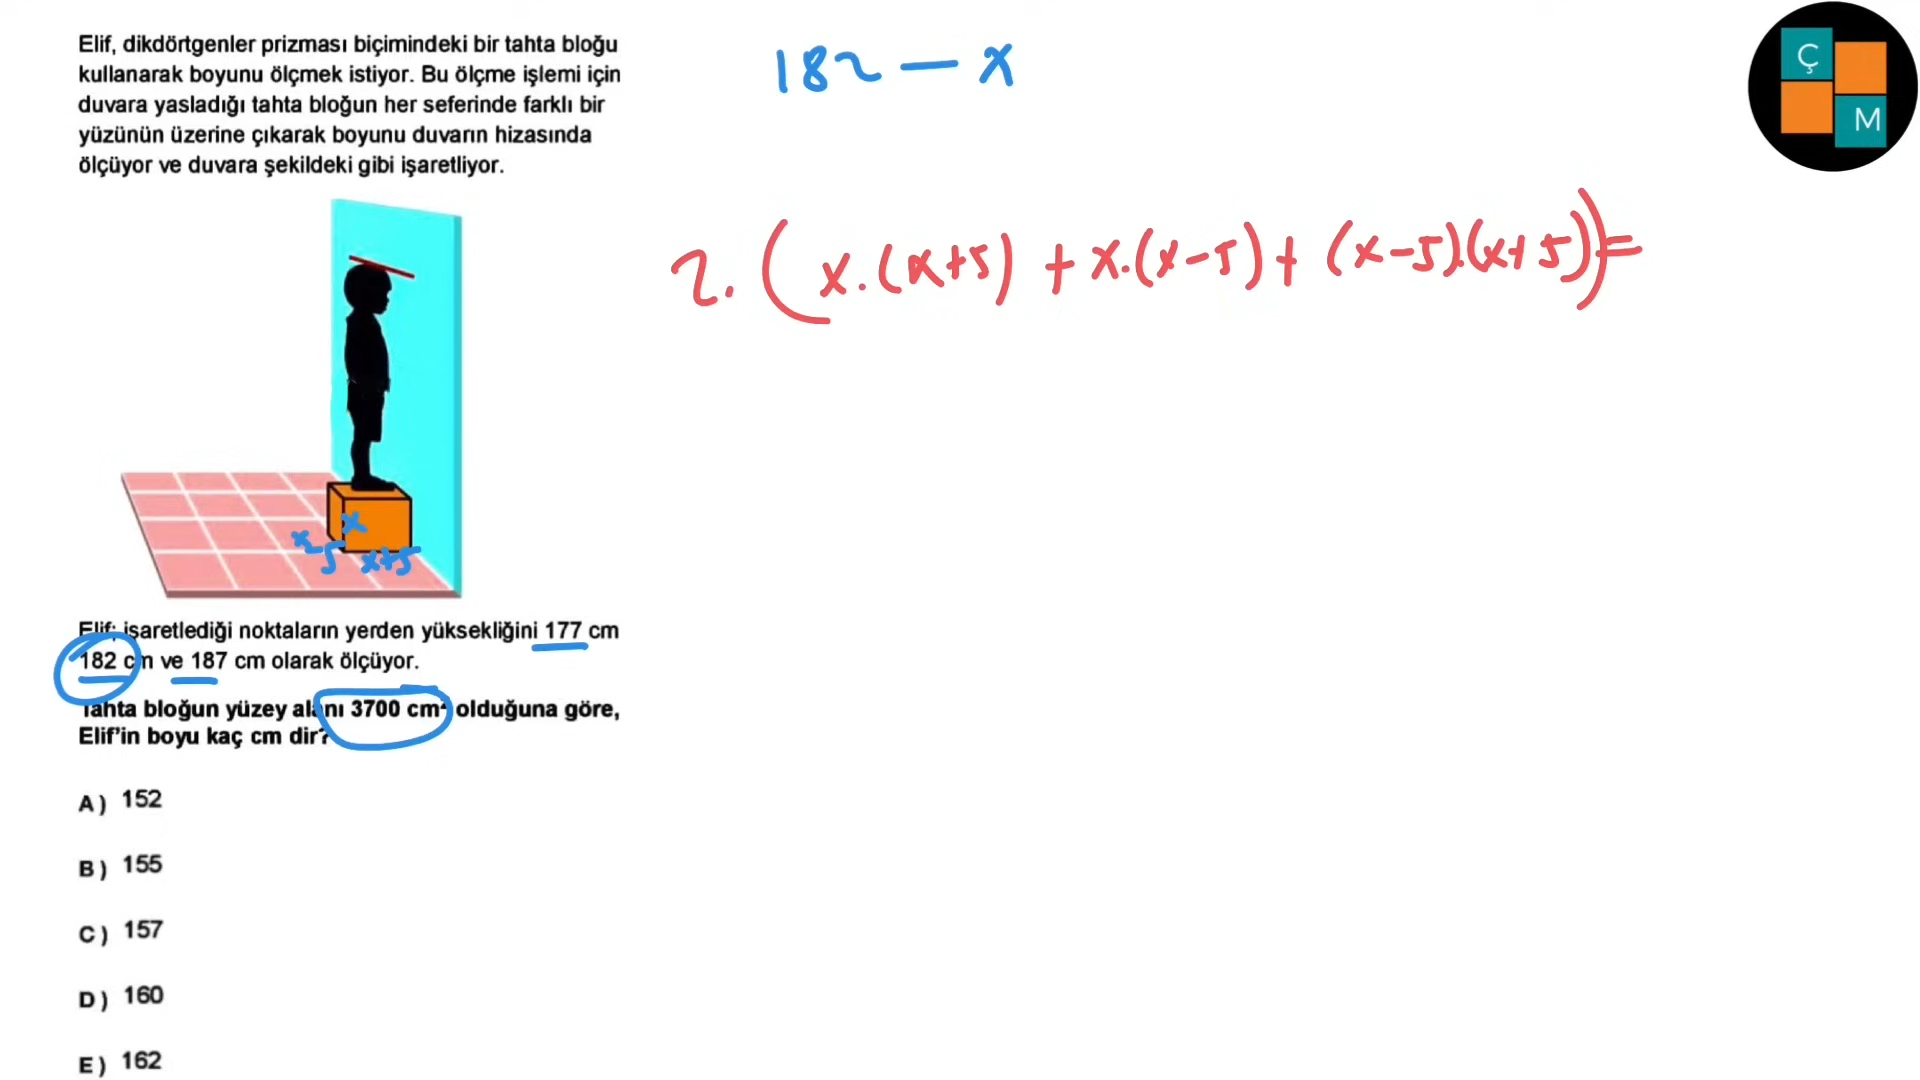 Elif, dikdörtgenler prizması biçimindeki bir tahta bloğu
kullanarak boyunu ölçmek istiyor. Bu ölçme işlemi için
duvara yasladığı tahta bloğun her seferinde farklı bir
yüzünün üzerine çıkarak boyunu duvarın hizasında
ölçüyor ve duvara şekildeki gibi işaretliyor.
x
x-5
x+5
Elif; işaretlediği noktaların yerden yüksekliğini 177 cm
182 cm ve 187 cm olarak ölçüyor.
Tahta bloğun yüzey alanı 3700 cm² olduğuna göre,
Elif'in boyu kaç cm dir?
A) 152
B) 155
C) 157
D) 160
E) 162
182 — x
2. (x.(x+5) + x.(x-5) + (x-5).(x+5)) =
Ç
M